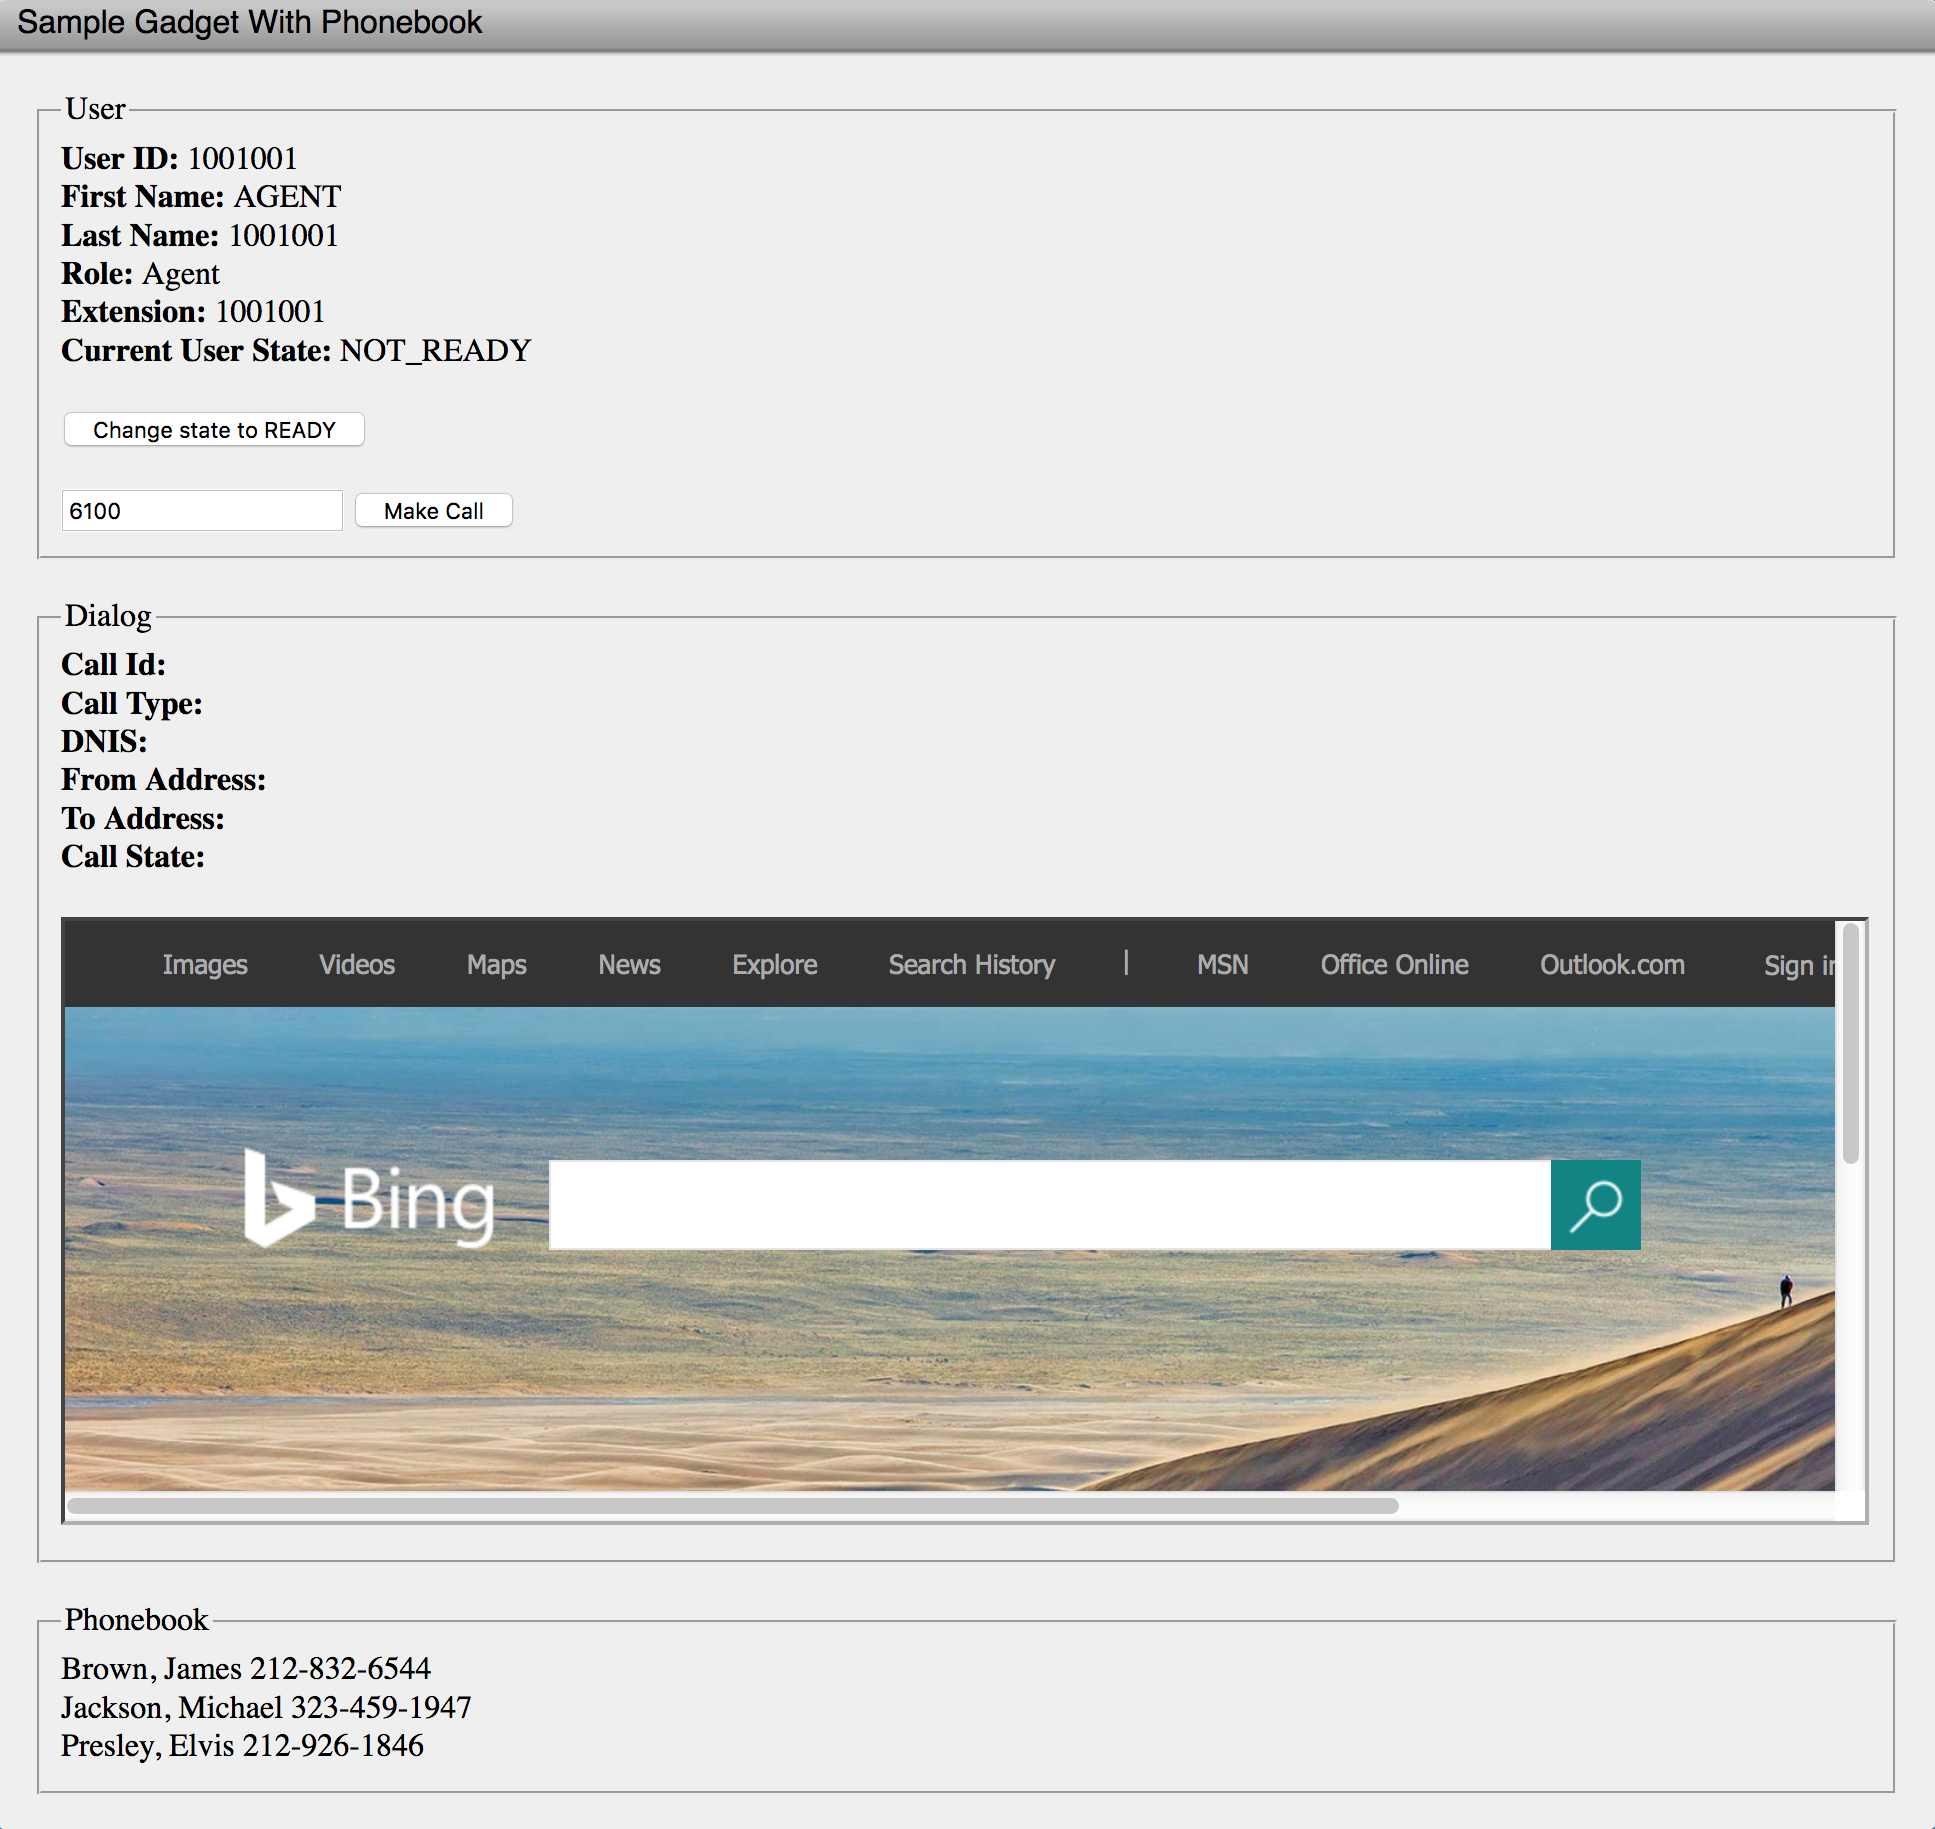 Sample Gadget With Phonebook
User
User ID: 1001001
First Name: AGENT
Last Name: 1001001
Role: Agent
Extension: 1001001
Current User State: NOT_READY
Change state to READY
6100 Make Call
Dialog
Call Id:
Call Type:
DNIS:
From Address:
To Address:
Call State:
Images Videos Maps News Explore Search History | MSN Office Online Outlook.com Sign in
Bing
Phonebook
Brown, James 212-832-6544
Jackson, Michael 323-459-1947
Presley, Elvis 212-926-1846